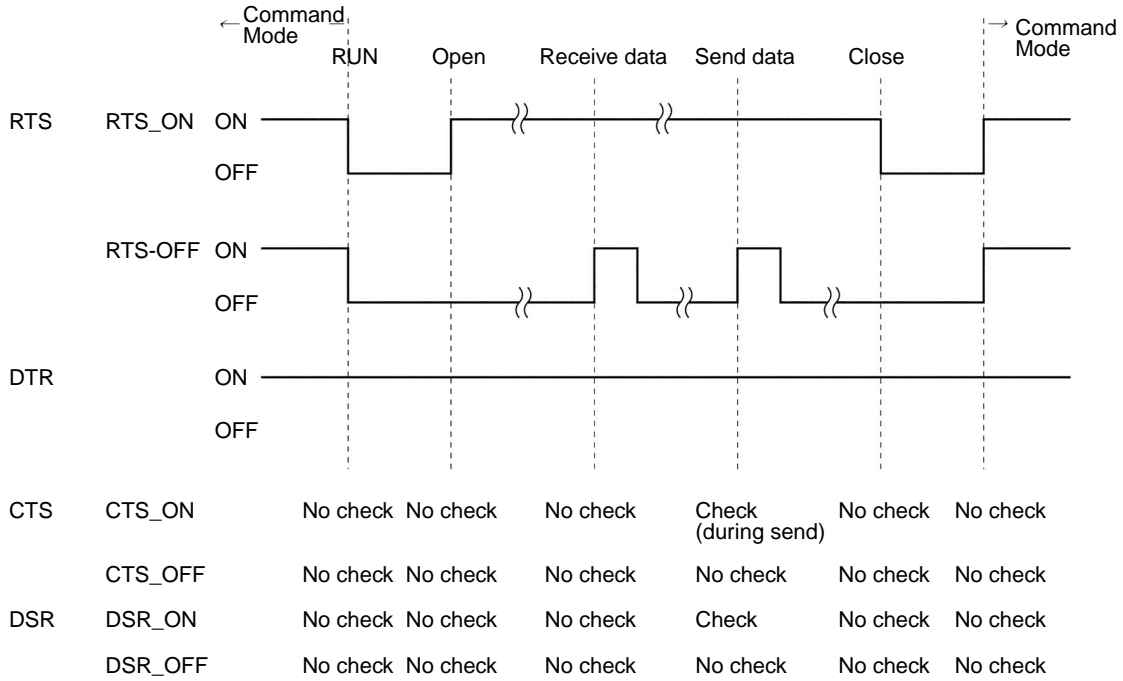 ← Command Mode
→ Command Mode
RUN Open Receive data Send data Close
RTS RTS_ON ON
OFF
RTS-OFF ON
OFF
DTR ON
OFF
CTS CTS_ON No check No check No check Check (during send) No check No check
CTS_OFF No check No check No check No check No check No check
DSR DSR_ON No check No check No check Check No check No check
DSR_OFF No check No check No check No check No check No check